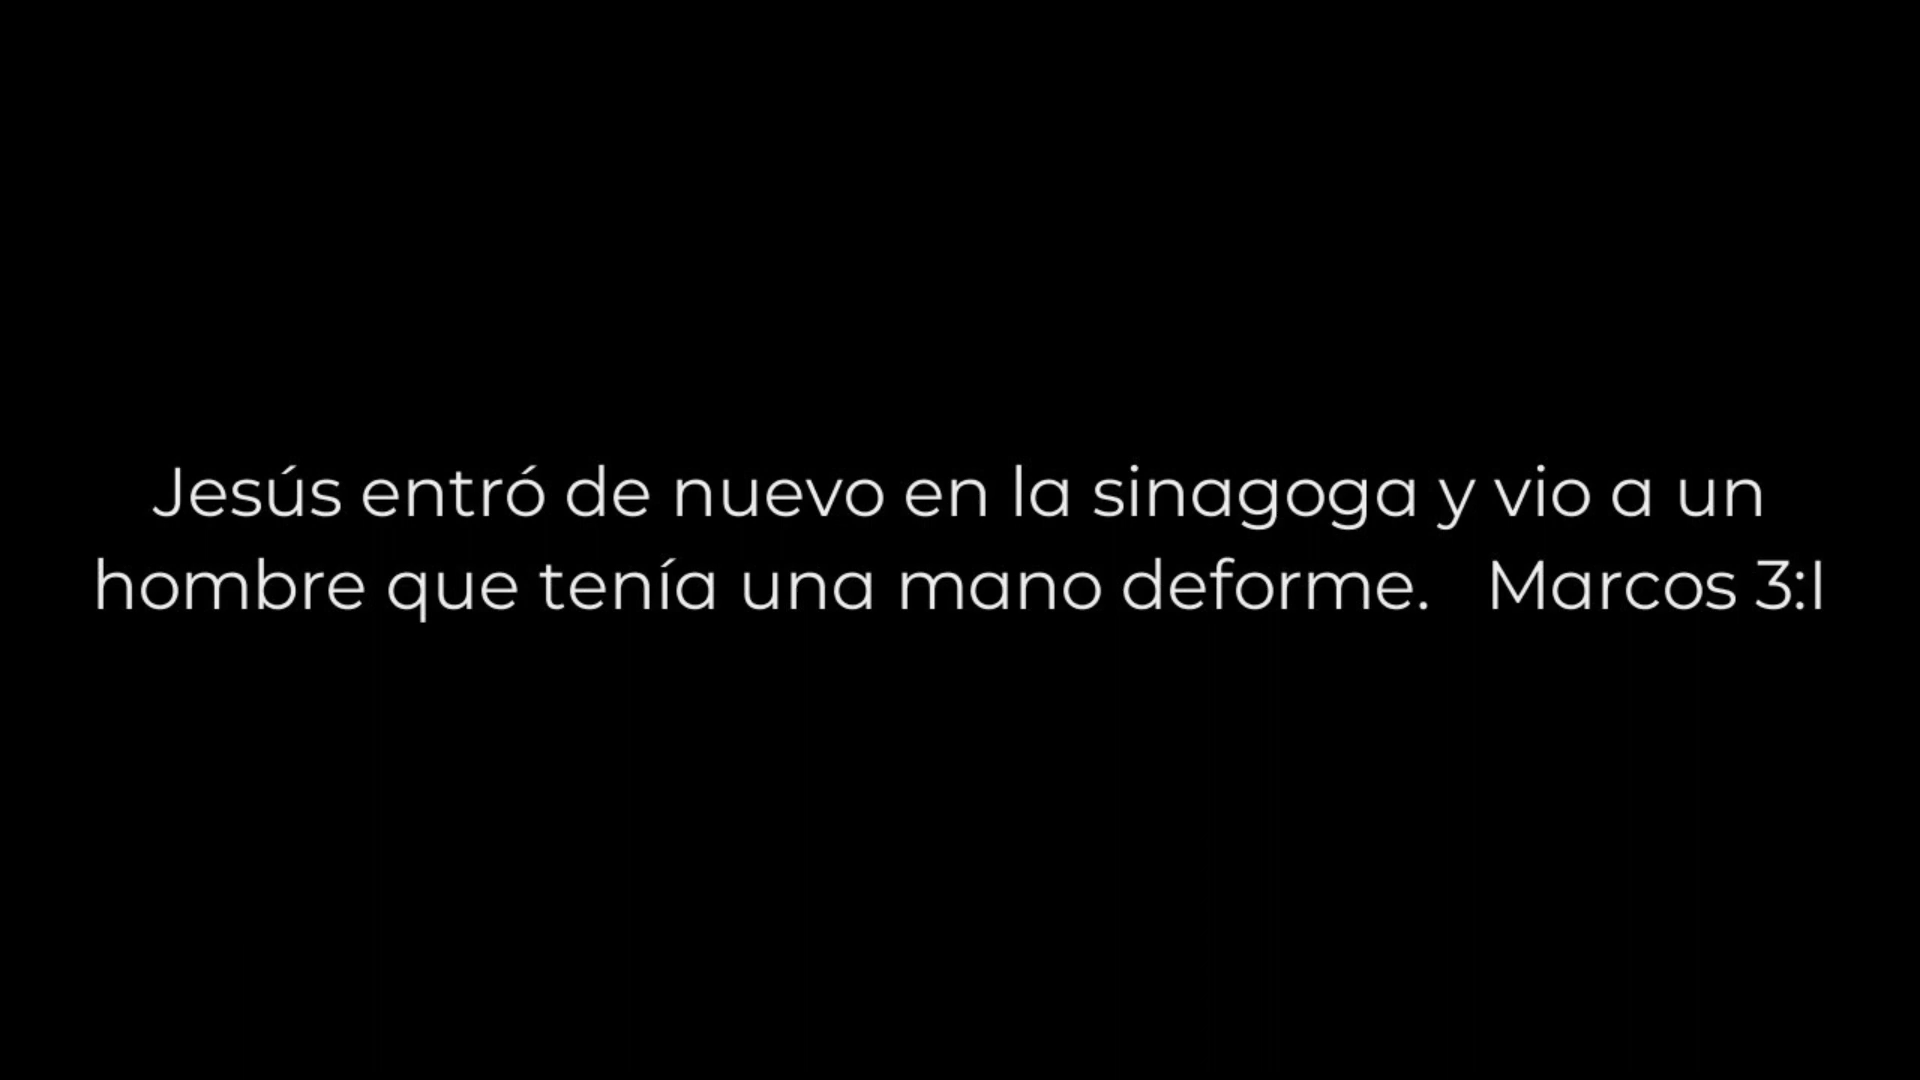 Jesús entró de nuevo en la sinagoga y vio a un
hombre que tenía una mano deforme. Marcos 3:1